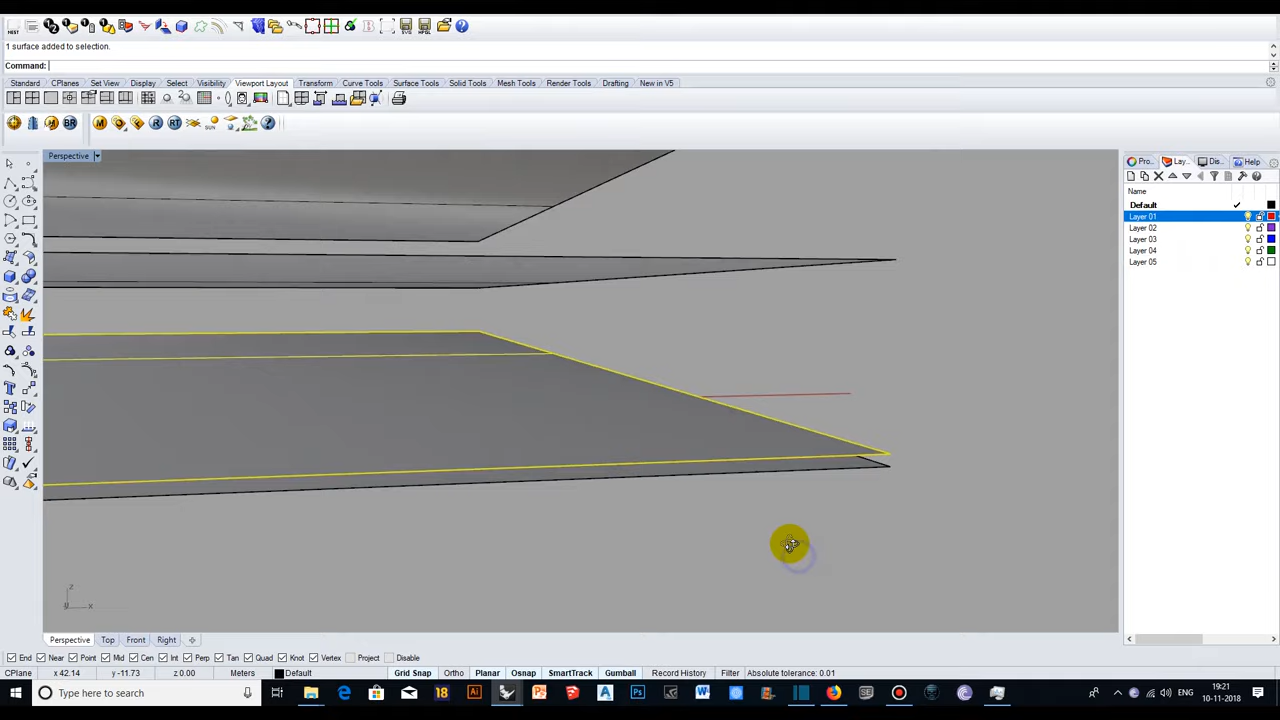 1 surface added to selection.
Command:
Standard CPlanes Set View Display Select Visibility Viewport Layout Transform Curve Tools Surface Tools Solid Tools Mesh Tools Render Tools Drafting New in V5
Perspective
Pro... Lay... Dis... Help
Name
Default
Layer 01
Layer 02
Layer 03
Layer 04
Layer 05
z
y x
Perspective Top Front Right
End Near Point Mid Cen Int Perp Tan Quad Knot Vertex Project Disable
CPlane x 42.14 y -11.73 z 0.00 Meters Default Grid Snap Ortho Planar Osnap SmartTrack Gumball Record History Filter Absolute tolerance: 0.01
Type here to search
ENG
19:21
10-11-2018